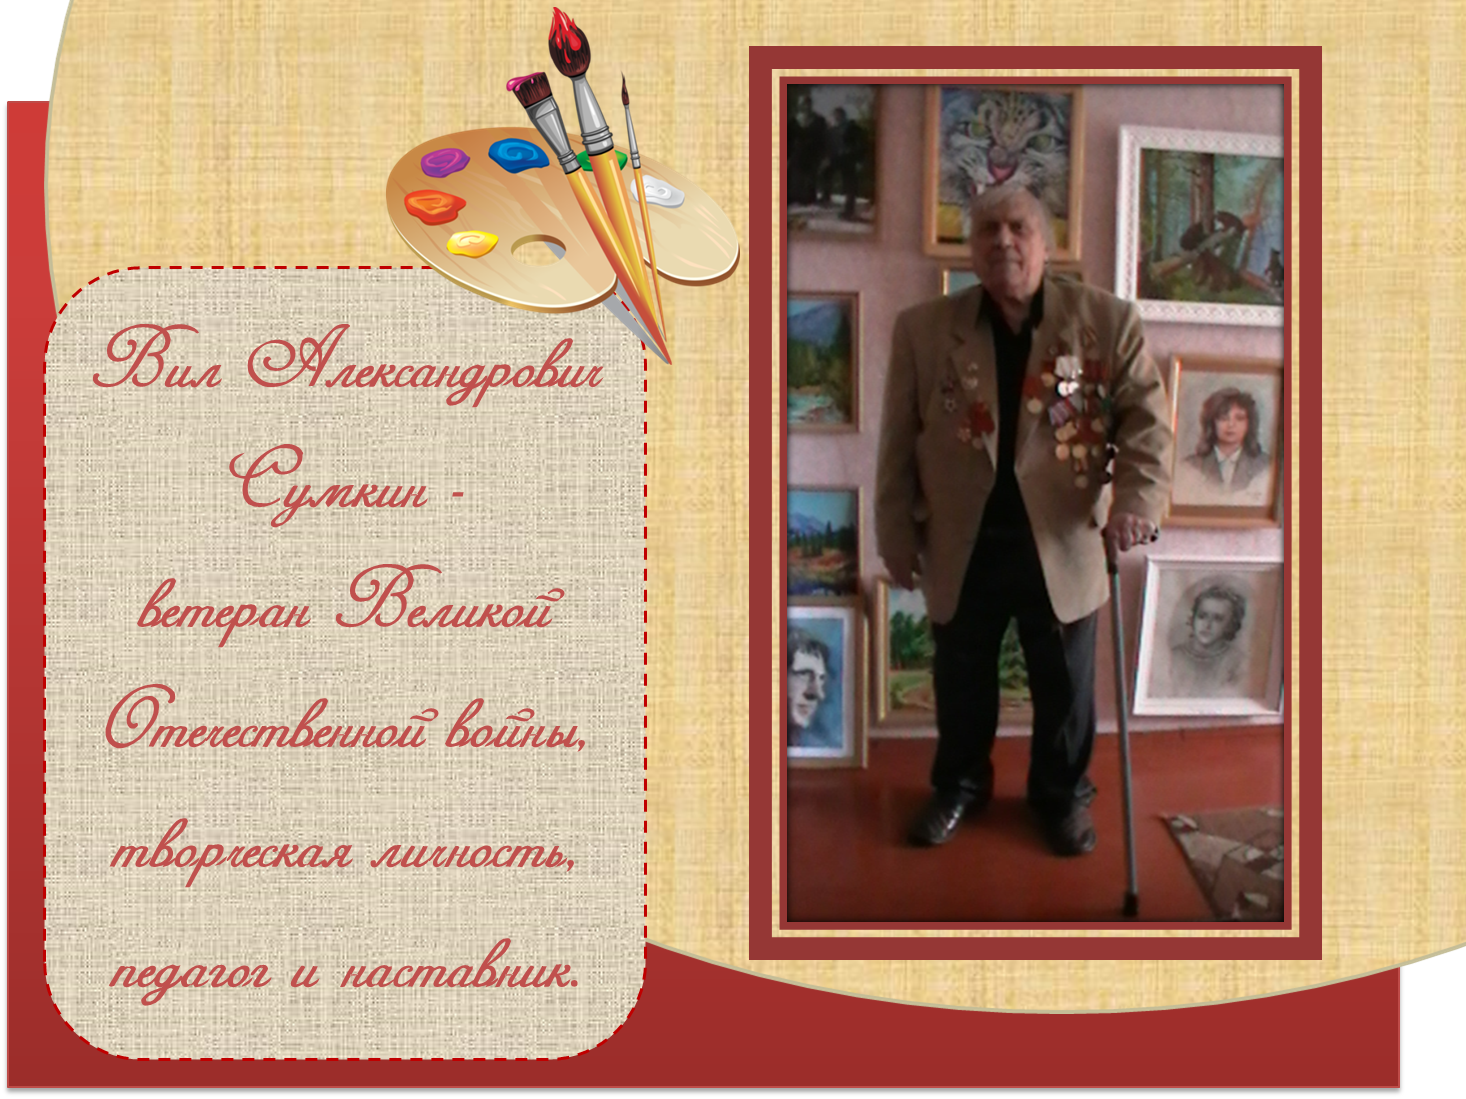 Вил Александрович
Сумкин -
ветеран Великой
Отечественной войны,
творческая личность,
педагог и наставник.